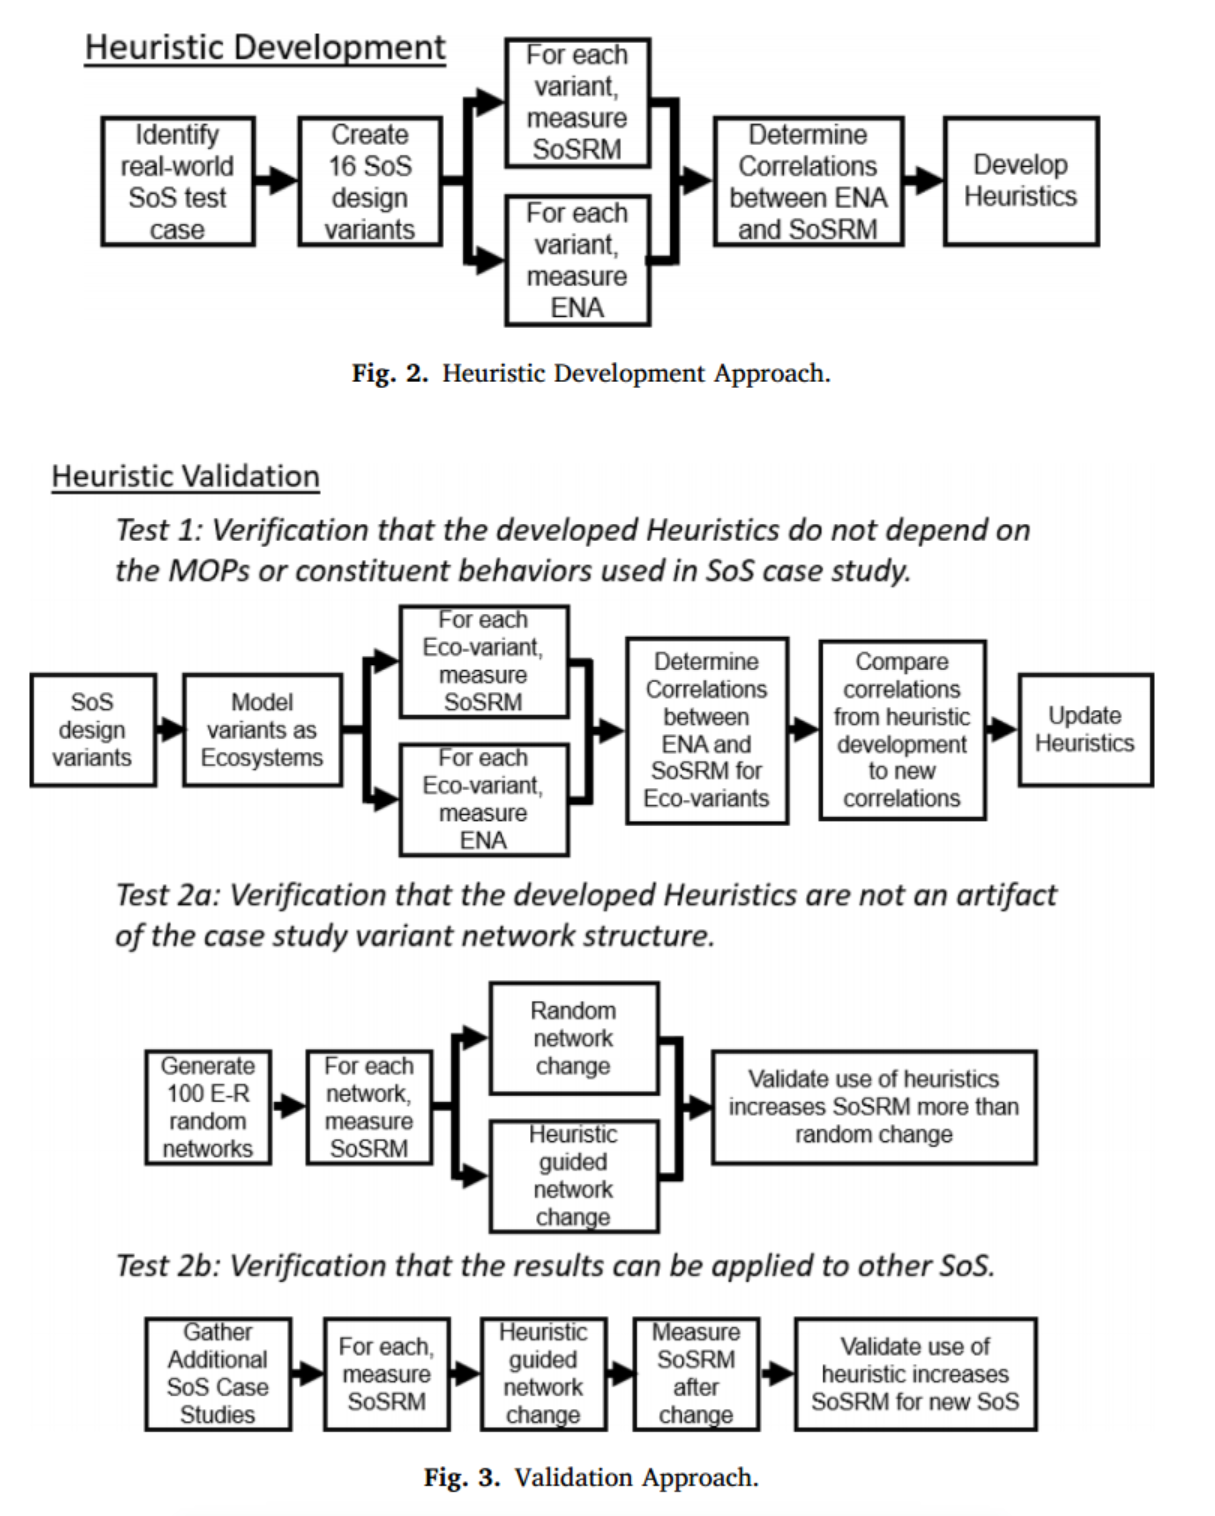 Heuristic Development
Identify
real-world
SoS test
case
Create
16 SoS
design
variants
For each
variant,
measure
SoSRM
For each
variant,
measure
ENA
Determine
Correlations
between ENA
and SoSRM
Develop
Heuristics
Fig. 2. Heuristic Development Approach.
Heuristic Validation
Test 1: Verification that the developed Heuristics do not depend on
the MOPs or constituent behaviors used in SoS case study.
SoS
design
variants
Model
variants as
Ecosystems
For each
Eco-variant,
measure
SoSRM
For each
Eco-variant,
measure
ENA
Determine
Correlations
between
ENA and
SoSRM for
Eco-variants
Compare
correlations
from heuristic
development
to new
correlations
Update
Heuristics
Test 2a: Verification that the developed Heuristics are not an artifact
of the case study variant network structure.
Generate
100 E-R
random
networks
For each
network,
measure
SoSRM
Random
network
change
Heuristic
guided
network
change
Validate use of heuristics
increases SoSRM more than
random change
Test 2b: Verification that the results can be applied to other SoS.
Gather
Additional
SoS Case
Studies
For each,
measure
SoSRM
Heuristic
guided
network
change
Measure
SoSRM
after
change
Validate use of
heuristic increases
SoSRM for new SoS
Fig. 3. Validation Approach.